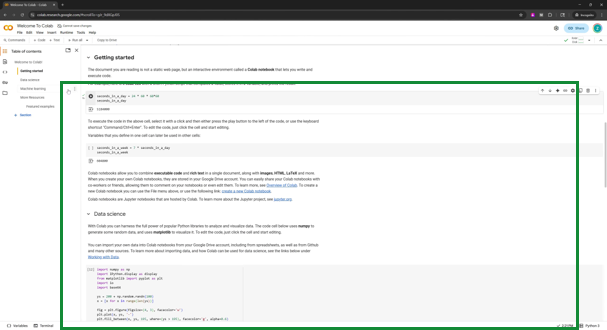 Welcome To Colab
colab.research.google.com
Incognito
Welcome To Colab
Cannot save changes
Share
File Edit View Insert Runtime Tools Help
Commands + Code + Text Run all Copy to Drive
Table of contents
Welcome to Colab
Getting started
Data science
Machine learning
More Resources
Featured examples
+ Section
Getting started
The document you are reading is not a static web page, but an interactive environment called a Colab notebook that lets you write and
execute code.
seconds_in_a_day = 24 * 60 * 60
seconds_in_a_day
To execute the code in the above cell, select it with a click and then either press the play button to the left of the code, or use the keyboard
shortcut "Command/Ctrl+Enter". To edit the code, just click the cell and start editing.
Variables that you define in one cell can later be used in other cells:
[ ] seconds_in_a_week = 7 * seconds_in_a_day
seconds_in_a_week
604800
Colab notebooks allow you to combine executable code and rich text in a single document, along with images, HTML, LaTeX and more.
When you create your own Colab notebooks, they are stored in your Google Drive account. You can easily share your Colab notebooks with
co-workers or friends, allowing them to comment on your notebooks or even edit them. To learn more, see Overview of Colab. To create a
new Colab notebook you can use the File menu above, or use the following link: create a new Colab notebook.
Colab notebooks are Jupyter notebooks that are hosted by Colab. To learn more about the Jupyter project, see jupyter.org.
Data science
With Colab you can harness the full power of popular Python libraries to analyze and visualize data. The code cell below uses numpy to
generate some random data, and uses matplotlib to visualize it. To edit the code, just click the cell and start editing.
You can import your own data into Colab notebooks from your Google Drive account, including from spreadsheets, as well as from Github
and many other sources. To learn more about importing data, and how Colab can be used for data science, see the links below under
Working with Data.
import numpy as np
import IPython.display as display
from matplotlib import pyplot as plt
import io
import base64
ys = 200 + np.random.randn(100)
x = [x for x in range(len(ys))]
fig = plt.figure(figsize=(4, 3), facecolor='w')
plt.plot(x, ys, '-')
plt.fill_between(x, ys, 195, where=(ys > 195), facecolor='g', alpha=0.6)
Variables Terminal
Python 3